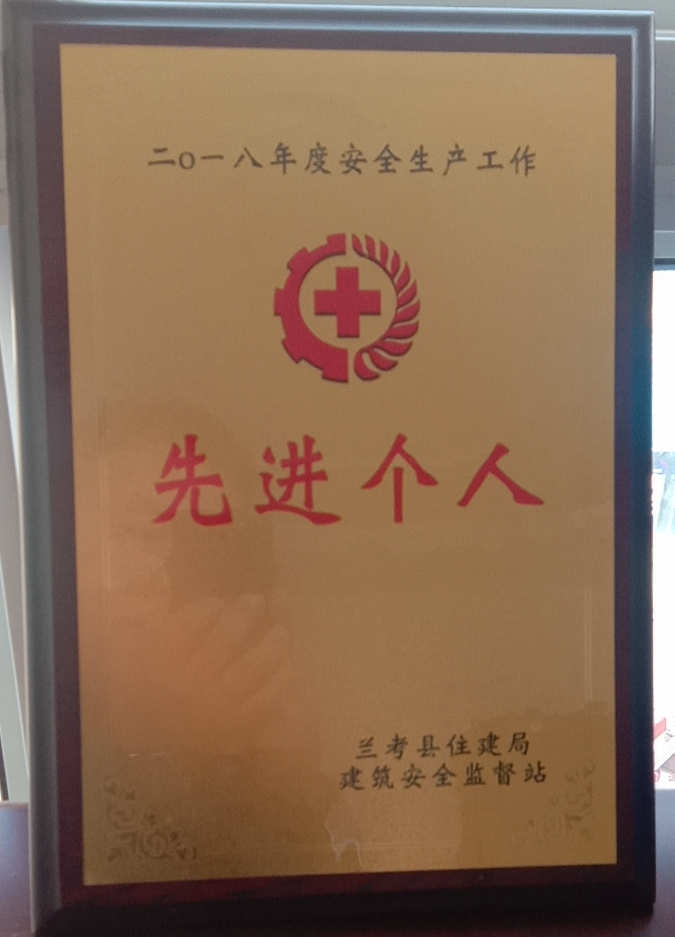 二0一八年度安全生产工作
先进个人
兰考县住建局
建筑安全监督站